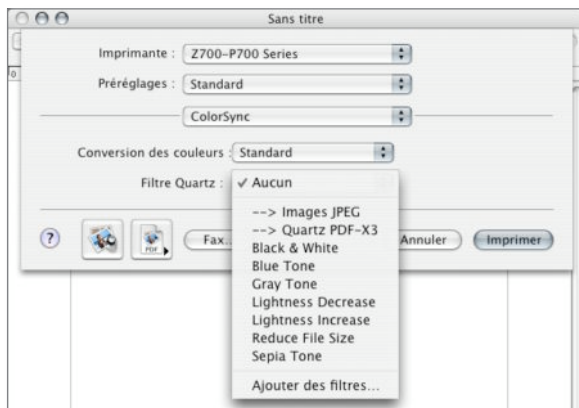 Sans titre
Imprimante : Z700-P700 Series
Préréglages : Standard
ColorSync
Conversion des couleurs : Standard
Filtre Quartz : ✓ Aucun
--> Images JPEG
--> Quartz PDF-X3
Black & White
Blue Tone
Gray Tone
Lightness Decrease
Lightness Increase
Reduce File Size
Sepia Tone
Ajouter des filtres...
? PDF Fax... Annuler Imprimer
0